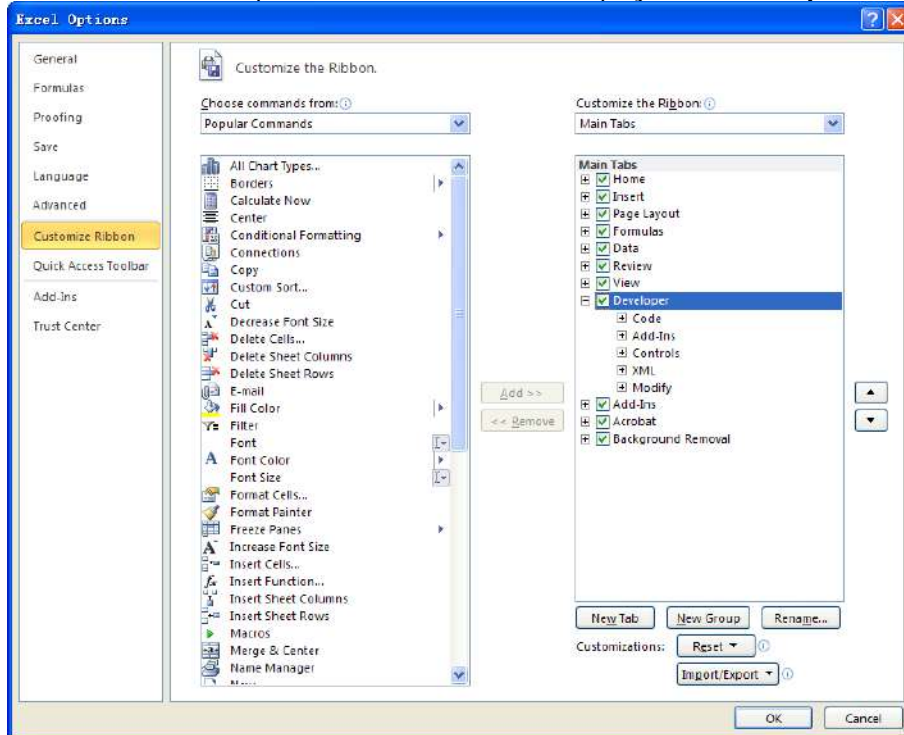 Excel Options
General
Formulas
Proofing
Save
Language
Advanced
Customize Ribbon
Quick Access Toolbar
Add-Ins
Trust Center
Customize the Ribbon.
Choose commands from:
Popular Commands
All Chart Types...
Borders
Calculate Now
Center
Conditional Formatting
Connections
Copy
Custom Sort...
Cut
Decrease Font Size
Delete Cells...
Delete Sheet Columns
Delete Sheet Rows
E-mail
Fill Color
Filter
Font
Font Color
Font Size
Format Cells...
Format Painter
Freeze Panes
Increase Font Size
Insert Cells...
Insert Function...
Insert Sheet Columns
Insert Sheet Rows
Macros
Merge & Center
Name Manager
Add >>
<< Remove
Customize the Ribbon:
Main Tabs
Main Tabs
Home
Insert
Page Layout
Formulas
Data
Review
View
Developer
Code
Add-Ins
Controls
XML
Modify
Add-Ins
Acrobat
Background Removal
New Tab New Group Rename...
Customizations: Reset
Import/Export
OK Cancel